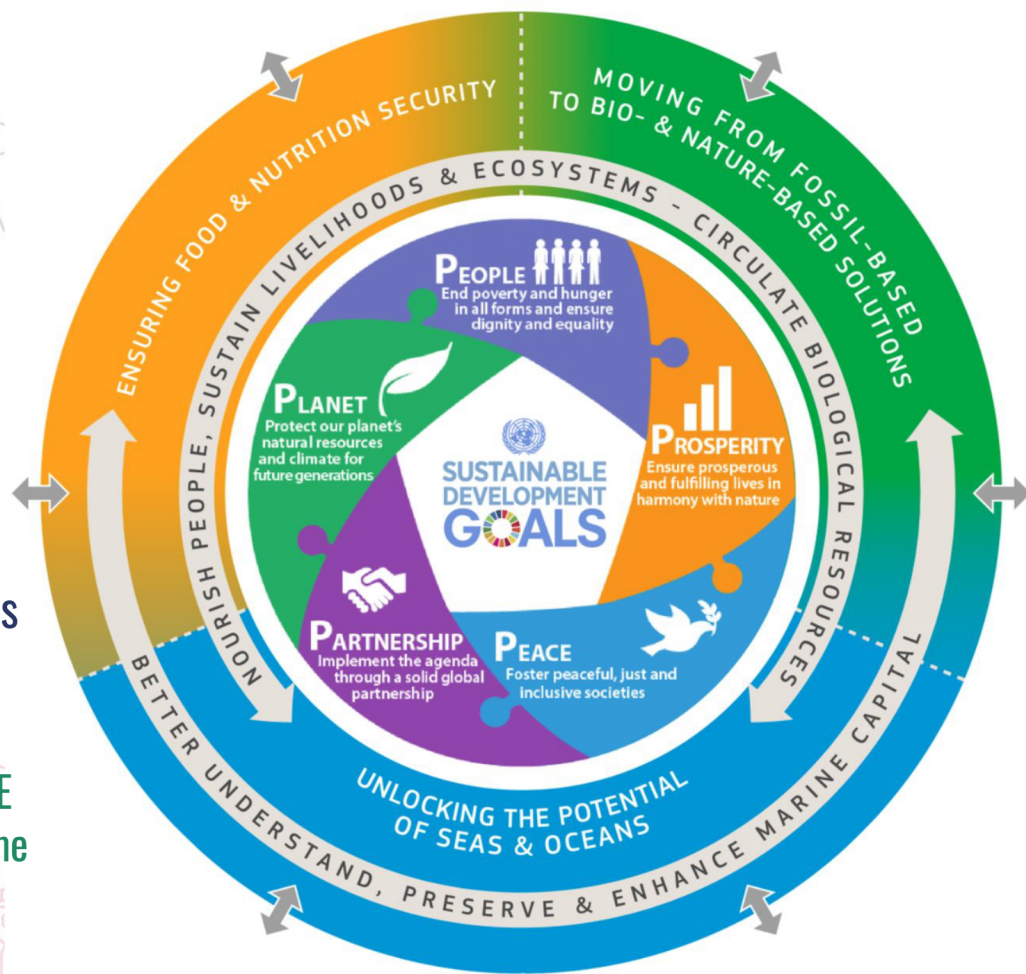 ENSURING FOOD & NUTRITION SECURITY
MOVING FROM FOSSIL-BASED
TO BIO- & NATURE-BASED SOLUTIONS
NOURISH PEOPLE, SUSTAIN LIVELIHOODS & ECOSYSTEMS - CIRCULATE BIOLOGICAL RESOURCES
PEOPLE
End poverty and hunger
in all forms and ensure
dignity and equality
PLANET
Protect our planet's
natural resources
and climate for
future generations
PROSPERITY
Ensure prosperous
and fulfilling lives in
harmony with nature
SUSTAINABLE
DEVELOPMENT
GOALS
PARTNERSHIP
Implement the agenda
through a solid global
partnership
PEACE
Foster peaceful, just and
inclusive societies
UNLOCKING THE POTENTIAL
OF SEAS & OCEANS
BETTER UNDERSTAND, PRESERVE & ENHANCE MARINE CAPITAL